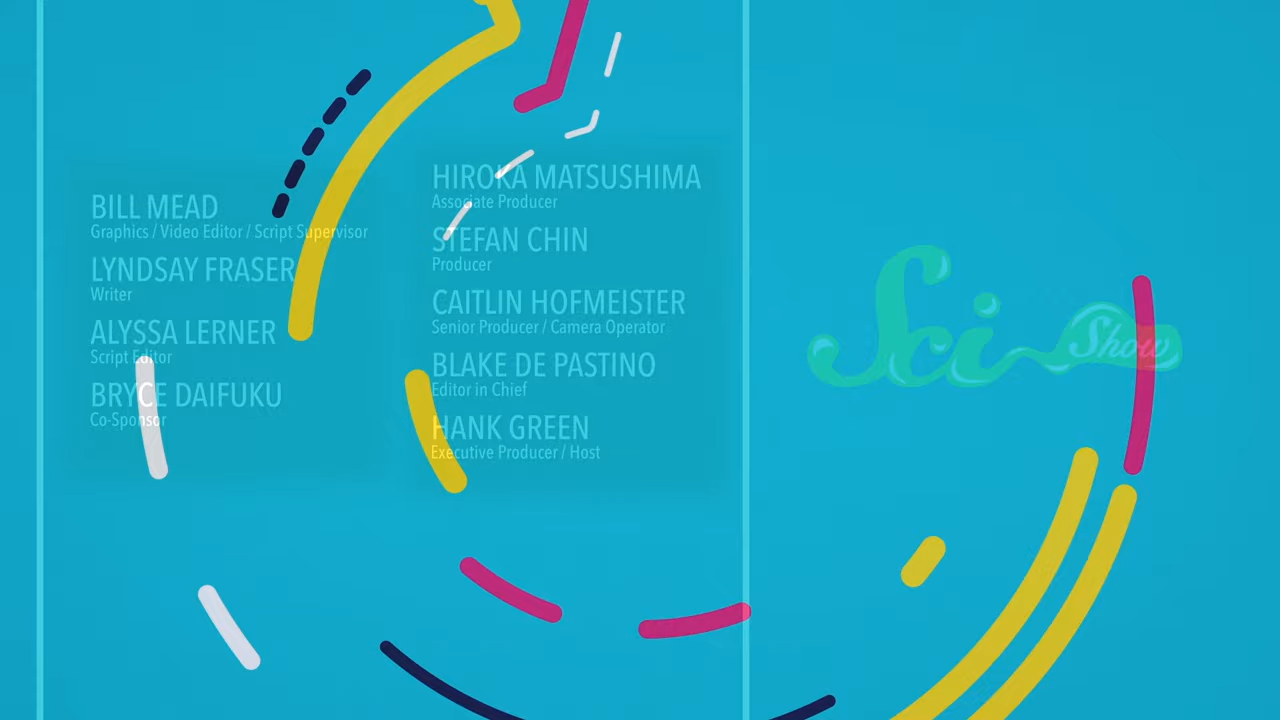 BILL MEAD
Graphics / Video Editor / Script Supervisor
LYNDSAY FRASER
Writer
ALYSSA LERNER
Script Editor
BRYCE DAIFUKU
Co-Sponsor
HIROKA MATSUSHIMA
Associate Producer
STEFAN CHIN
Producer
CAITLIN HOFMEISTER
Senior Producer / Camera Operator
BLAKE DE PASTINO
Editor in Chief
HANK GREEN
Executive Producer / Host
Sci Show